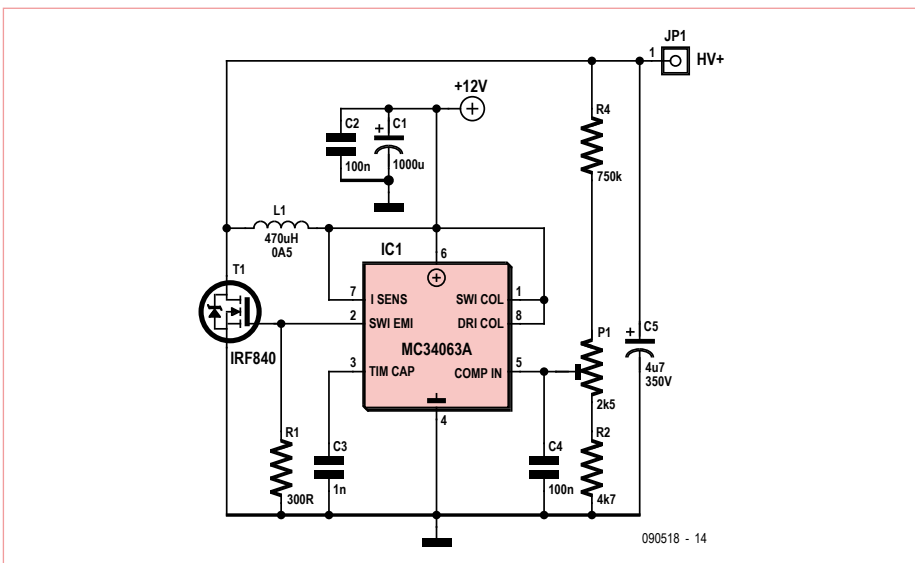 JP1
1
HV+
+12V
R4
750k
C2
100n
C1
+
1000u
L1
470uH
0A5
IC1
6
T1
IRF840
7
I SENS
SWI COL
1
2
SWI EMI
DRI COL
8
MC34063A
3
TIM CAP
COMP IN
5
4
P1
2k5
+
C5
4u7
350V
R1
300R
C3
1n
C4
100n
R2
4k7
090518 - 14